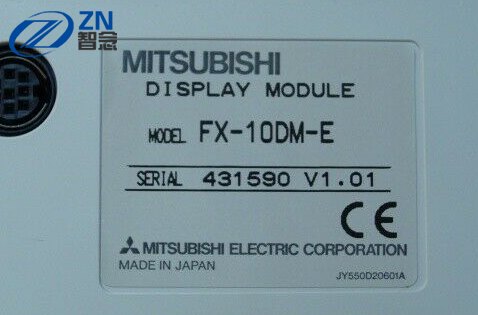 ZN
智念
MITSUBISHI
DISPLAY MODULE
MODEL FX-10DM-E
SERIAL 431590 V1.01
CE
MITSUBISHI ELECTRIC CORPORATION
MADE IN JAPAN
JY550D20601A